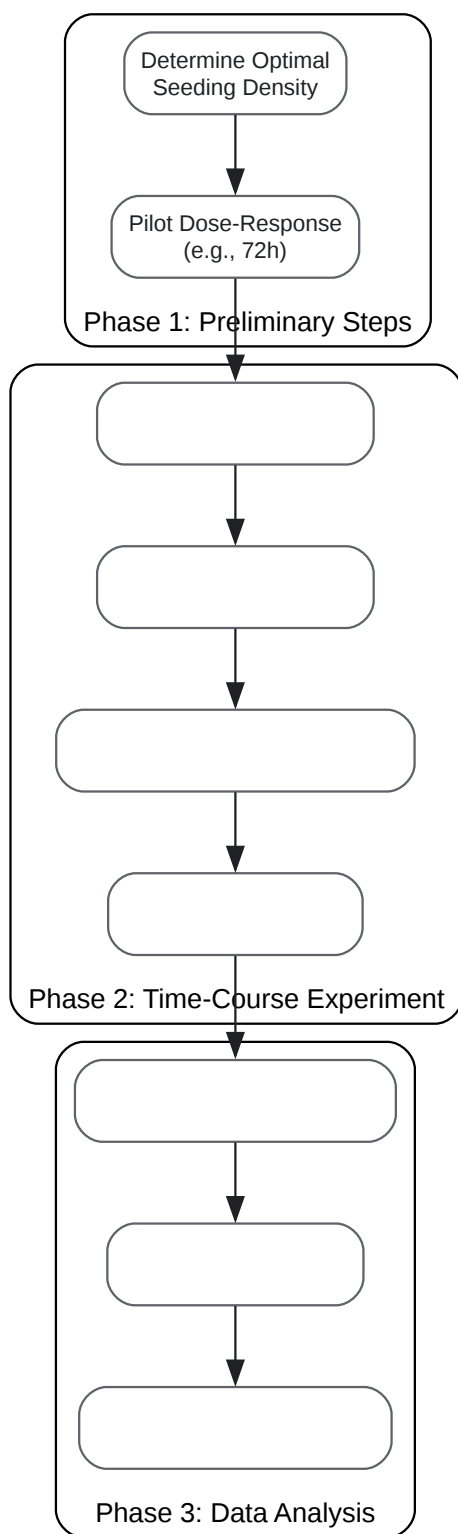 Determine Optimal
Seeding Density
Pilot Dose-Response
(e.g., 72h)
Phase 1: Preliminary Steps
Phase 2: Time-Course Experiment
Phase 3: Data Analysis